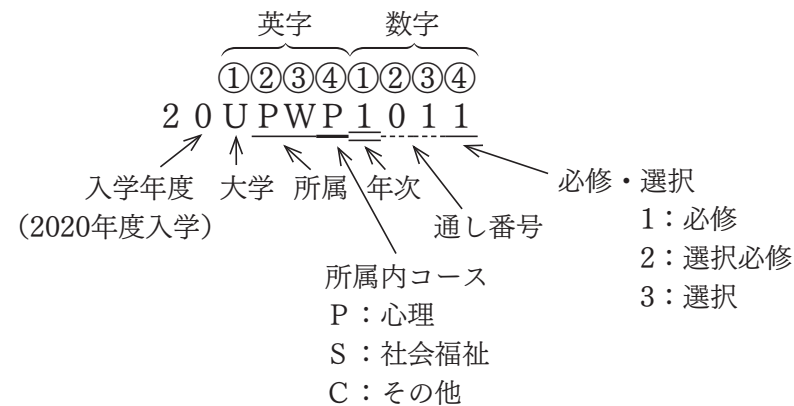 英字 数字
①②③④①②③④
20UPWP1011
入学年度 大学 所属 年次 必修・選択
(2020年度入学) 通し番号 1：必修
2：選択必修
所属内コース 3：選択
P：心理
S：社会福祉
C：その他